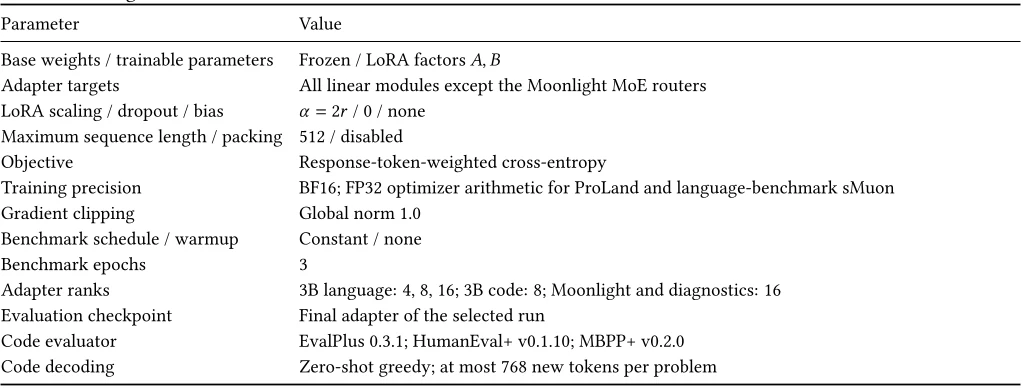 Parameter Value
Base weights / trainable parameters Frozen / LoRA factors A, B
Adapter targets All linear modules except the Moonlight MoE routers
LoRA scaling / dropout / bias α = 2r / 0 / none
Maximum sequence length / packing 512 / disabled
Objective Response-token-weighted cross-entropy
Training precision BF16; FP32 optimizer arithmetic for ProLand and language-benchmark sMuon
Gradient clipping Global norm 1.0
Benchmark schedule / warmup Constant / none
Benchmark epochs 3
Adapter ranks 3B language: 4, 8, 16; 3B code: 8; Moonlight and diagnostics: 16
Evaluation checkpoint Final adapter of the selected run
Code evaluator EvalPlus 0.3.1; HumanEval+ v0.1.10; MBPP+ v0.2.0
Code decoding Zero-shot greedy; at most 768 new tokens per problem